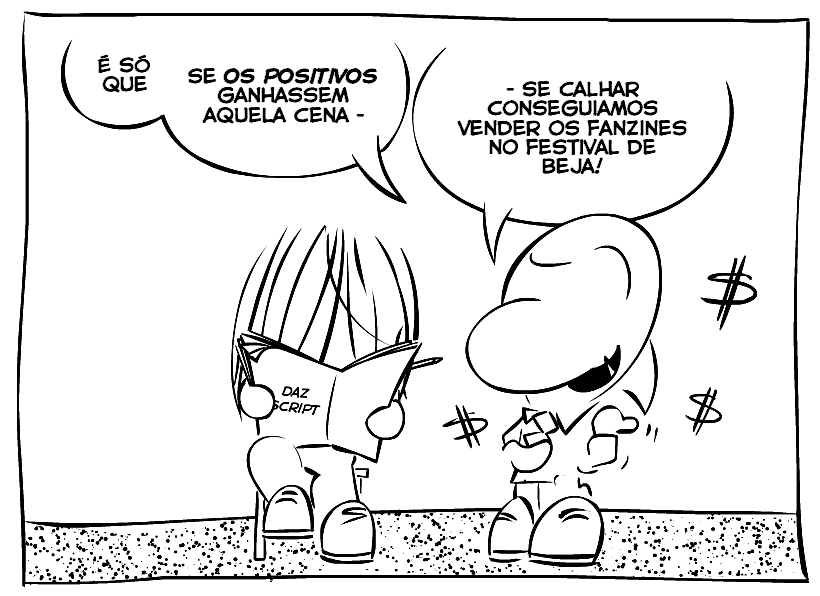 É SÓ
QUE
SE OS POSITIVOS
GANHASSEM
AQUELA CENA -
- SE CALHAR
CONSEGUIAMOS
VENDER OS FANZINES
NO FESTIVAL DE
BEJA!
DAZ
SCRIPT
$
$
$